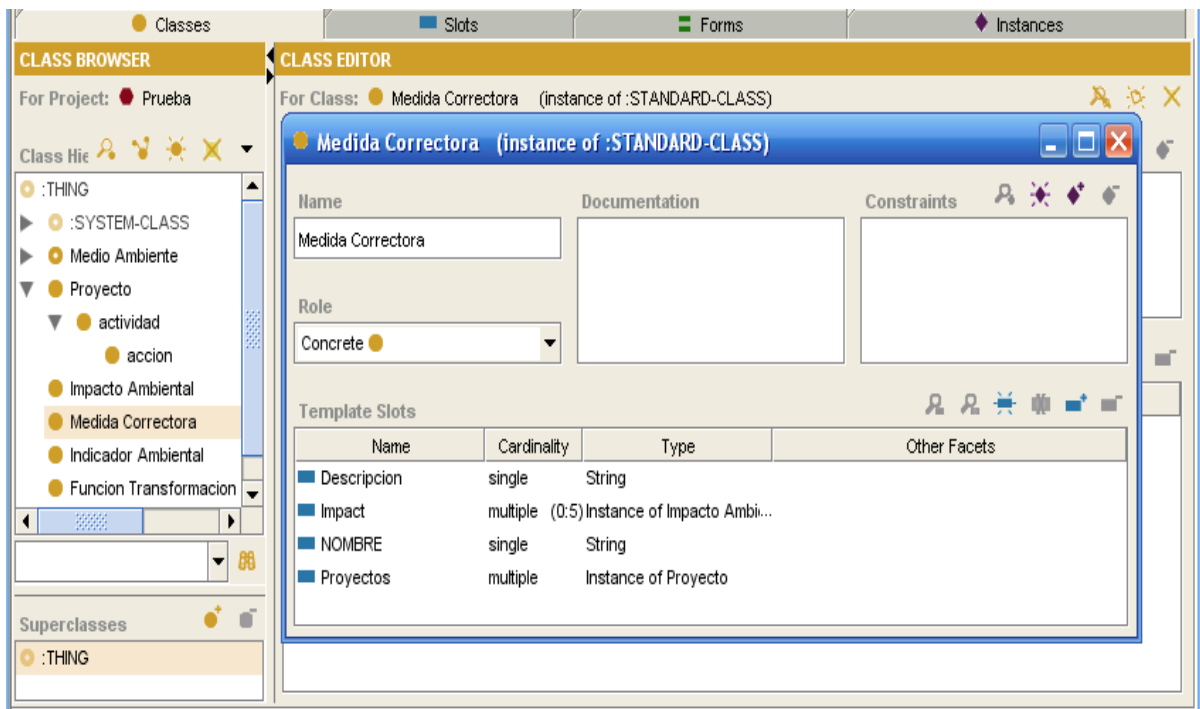 Classes
Slots
Forms
Instances
CLASS BROWSER
For Project: Prueba
Class Hie
:THING
:SYSTEM-CLASS
Medio Ambiente
Proyecto
actividad
accion
Impacto Ambiental
Medida Correctora
Indicador Ambiental
Funcion Transformacion
Superclasses
:THING
CLASS EDITOR
For Class: Medida Correctora (instance of :STANDARD-CLASS)
Medida Correctora (instance of :STANDARD-CLASS)
Name
Documentation
Constraints
Medida Correctora
Role
Concrete
Template Slots
Name Cardinality Type Other Facets
Descripcion single String
Impact multiple (0:5) Instance of Impacto Ambi...
NOMBRE single String
Proyectos multiple Instance of Proyecto